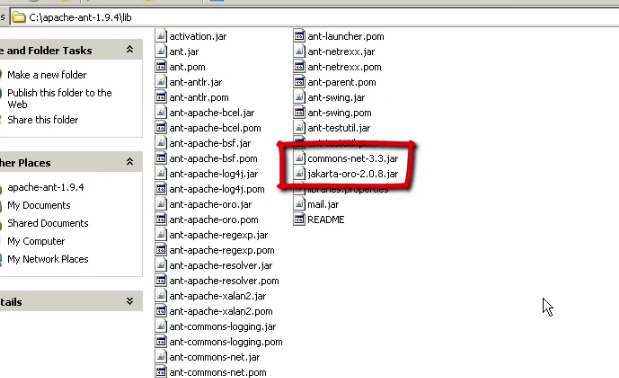 C:\apache-ant-1.9.4\lib
e and Folder Tasks
Make a new folder
Publish this folder to the
Web
Share this folder
her Places
apache-ant-1.9.4
My Documents
Shared Documents
My Computer
My Network Places
etails
activation.jar
ant.jar
ant.pom
ant-antlr.jar
ant-antlr.pom
ant-apache-bcel.jar
ant-apache-bcel.pom
ant-apache-bsf.jar
ant-apache-bsf.pom
ant-apache-log4j.jar
ant-apache-log4j.pom
ant-apache-oro.jar
ant-apache-oro.pom
ant-apache-regexp.jar
ant-apache-regexp.pom
ant-apache-resolver.jar
ant-apache-resolver.pom
ant-apache-xalan2.jar
ant-apache-xalan2.pom
ant-commons-logging.jar
ant-commons-logging.pom
ant-commons-net.jar
ant-commons-net.pom
ant-launcher.pom
ant-netrexx.jar
ant-netrexx.pom
ant-parent.pom
ant-swing.jar
ant-swing.pom
ant-testutil.jar
ant-testutil.pom
commons-net-3.3.jar
jakarta-oro-2.0.8.jar
libraries.properties
mail.jar
README